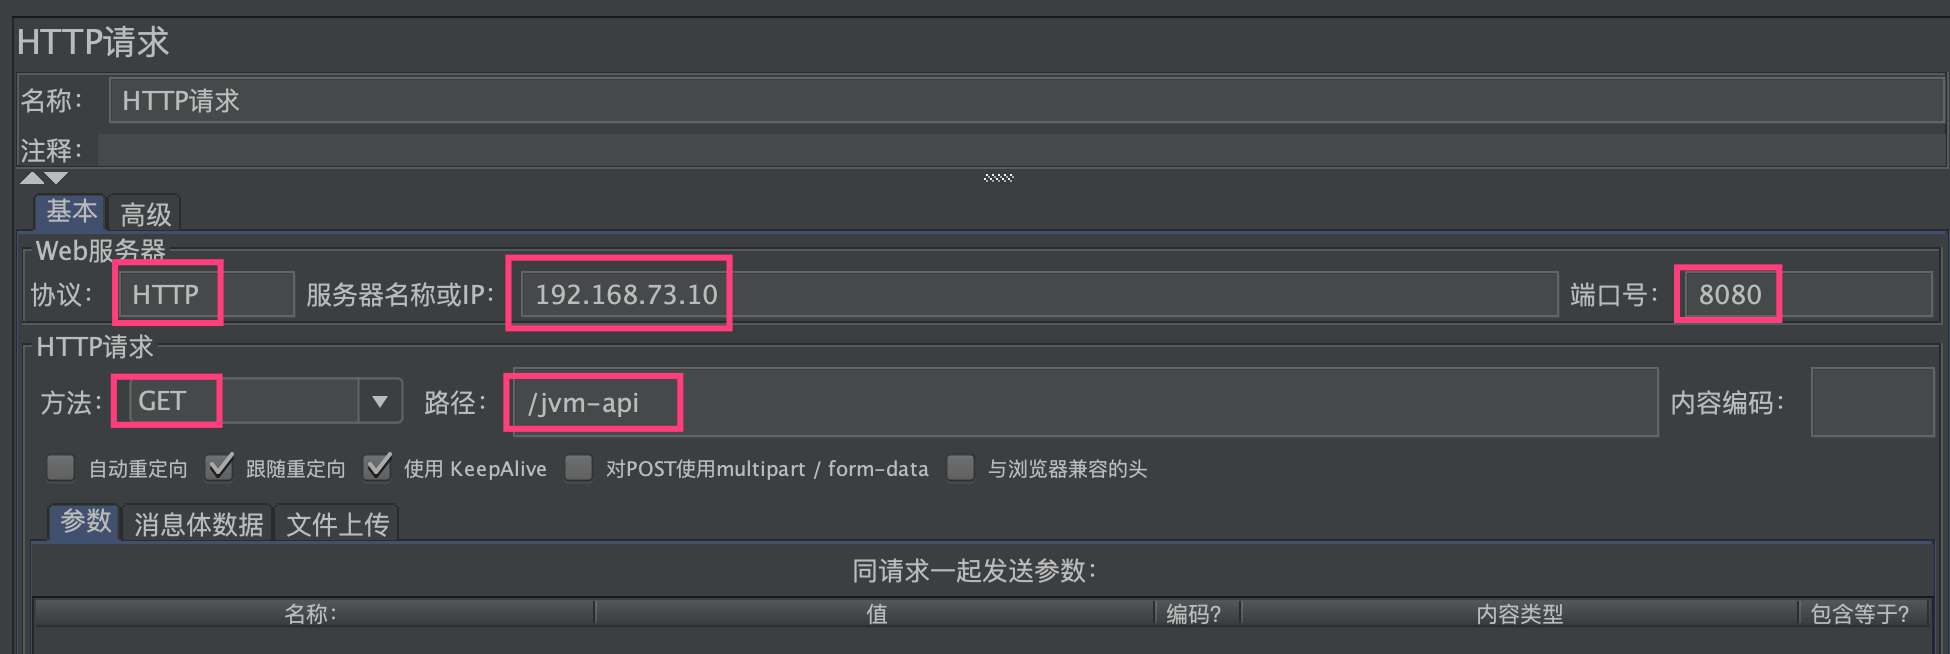 HTTP请求
名称： HTTP请求
注释：
基本 高级
Web服务器
协议： HTTP 服务器名称或IP： 192.168.73.10 端口号： 8080
HTTP请求
方法： GET 路径： /jvm-api 内容编码：
自动重定向 跟随重定向 使用 KeepAlive 对POST使用multipart / form-data 与浏览器兼容的头
参数 消息体数据 文件上传
同请求一起发送参数：
名称： 值 编码? 内容类型 包含等于?